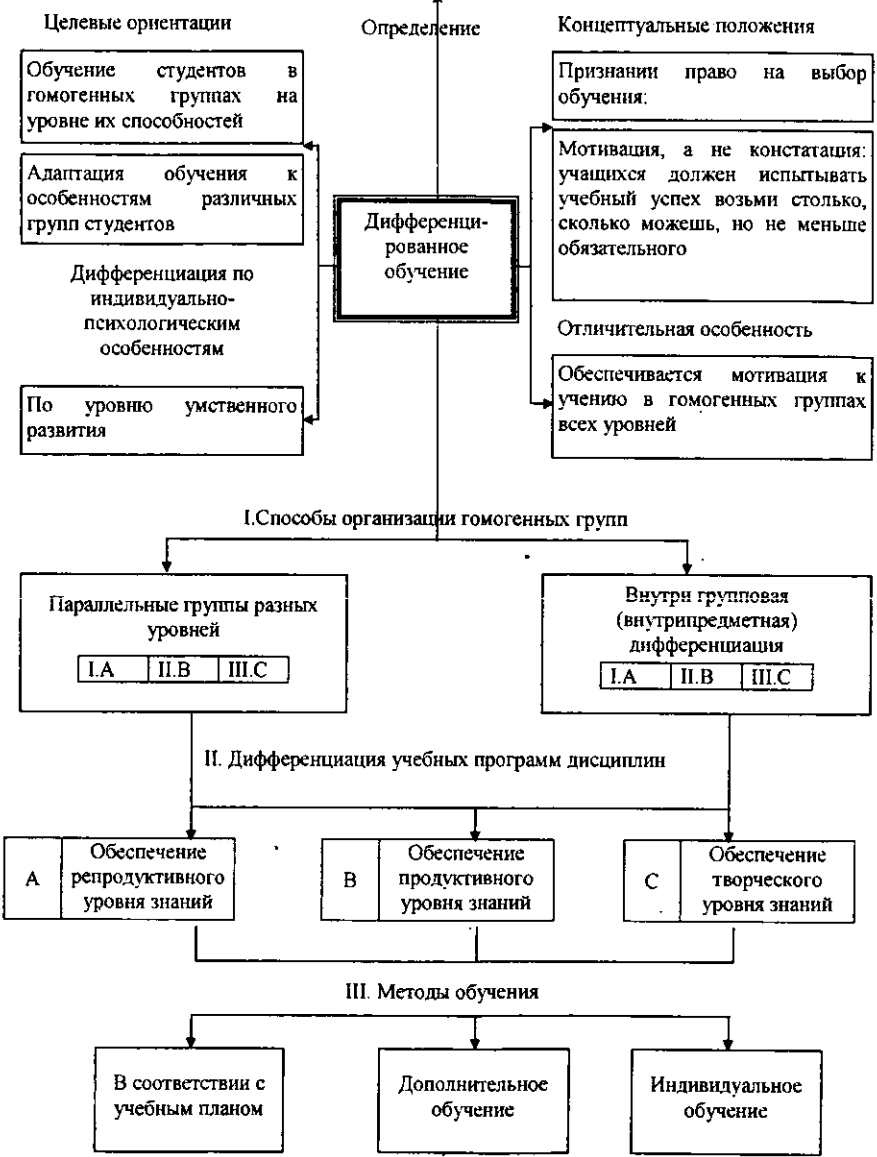 Целевые ориентации
Обучение студентов в
гомогенных группах на
уровне их способностей
Адаптация обучения к
особенностям различных
групп студентов
Дифференциация по
индивидуально-
психологическим
особенностям
По уровню умственного
развития
Определение
Дифференци-
рованное
обучение
Концептуальные положения
Признании право на выбор
обучения:
Мотивация, а не констатация:
учащихся должен испытывать
учебный успех возьми столько,
сколько можешь, но не меньше
обязательного
Отличительная особенность
Обеспечивается мотивация к
учению в гомогенных группах
всех уровней
I.Способы организации гомогенных групп
Параллельные группы разных
уровней
I.A II.B III.C
Внутри групповая
(внутрипредметная)
дифференциация
I.A II.B III.C
II. Дифференциация учебных программ дисциплин
A
Обеспечение
репродуктивного
уровня знаний
B
Обеспечение
продуктивного
уровня знаний
C
Обеспечение
творческого
уровня знаний
III. Методы обучения
В соответствии с
учебным планом
Дополнительное
обучение
Индивидуальное
обучение